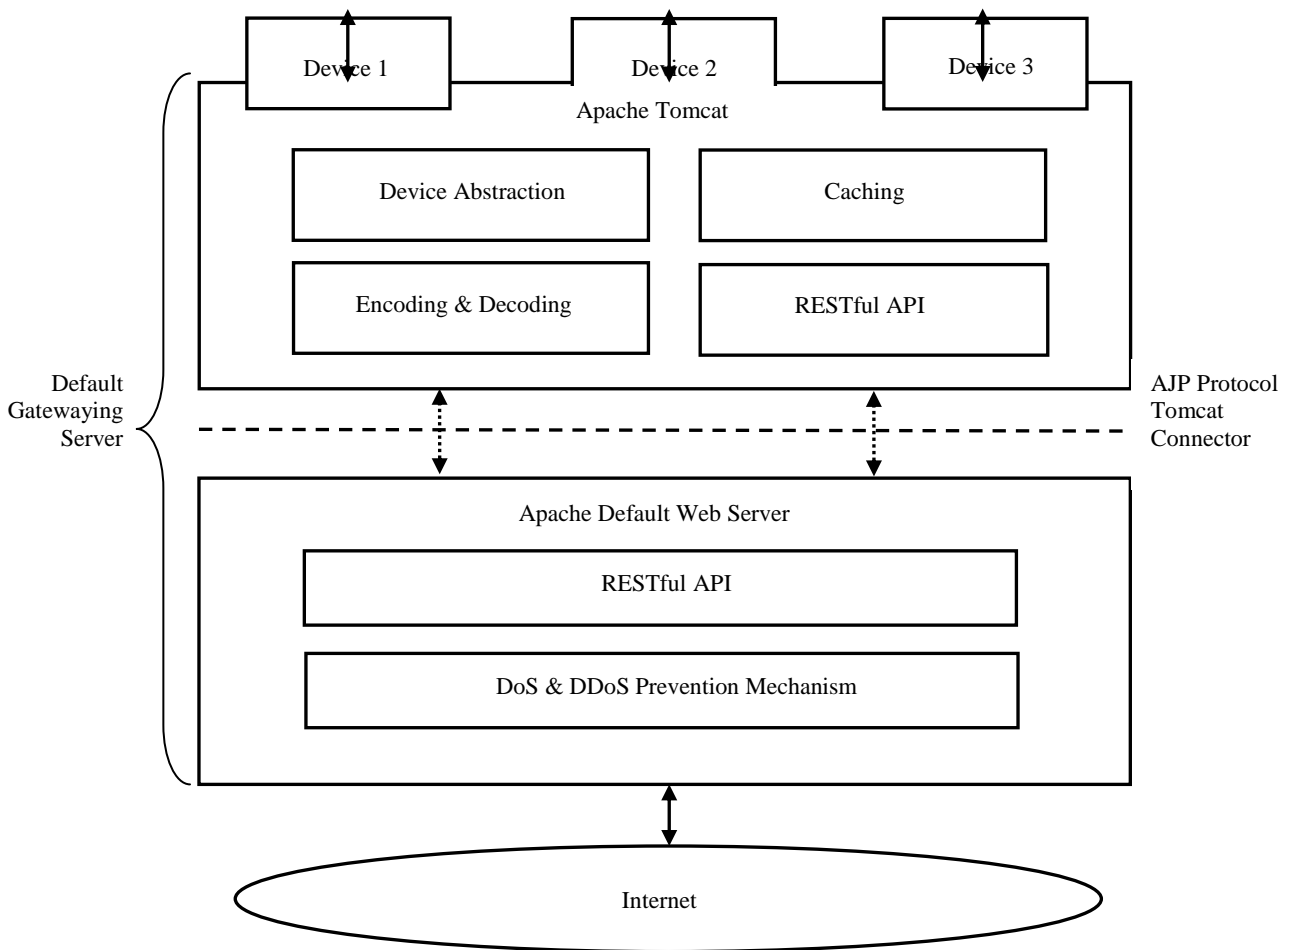 Device 1
Device 2
Device 3
Apache Tomcat
Device Abstraction
Caching
Encoding & Decoding
RESTful API
Default
Gatewaying
Server
AJP Protocol
Tomcat
Connector
Apache Default Web Server
RESTful API
DoS & DDoS Prevention Mechanism
Internet